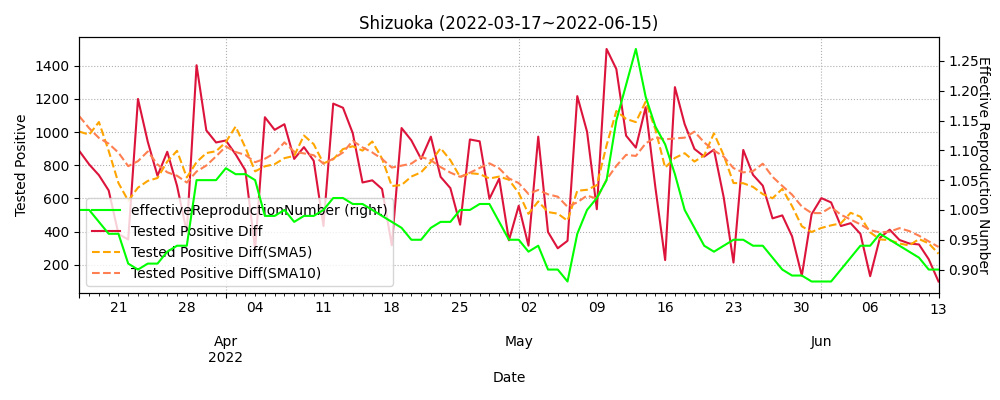 Shizuoka (2022-03-17~2022-06-15)
Tested Positive
1400
1200
1000
800
600
400
200
1.25
1.20
1.15
1.10
1.05
1.00
0.95
0.90
Effective Reproduction Number
effectiveReproductionNumber (right)
Tested Positive Diff
Tested Positive Diff(SMA5)
Tested Positive Diff(SMA10)
21 28 04 11 18 25 02 09 16 23 30 06 13
Apr May Jun
2022
Date